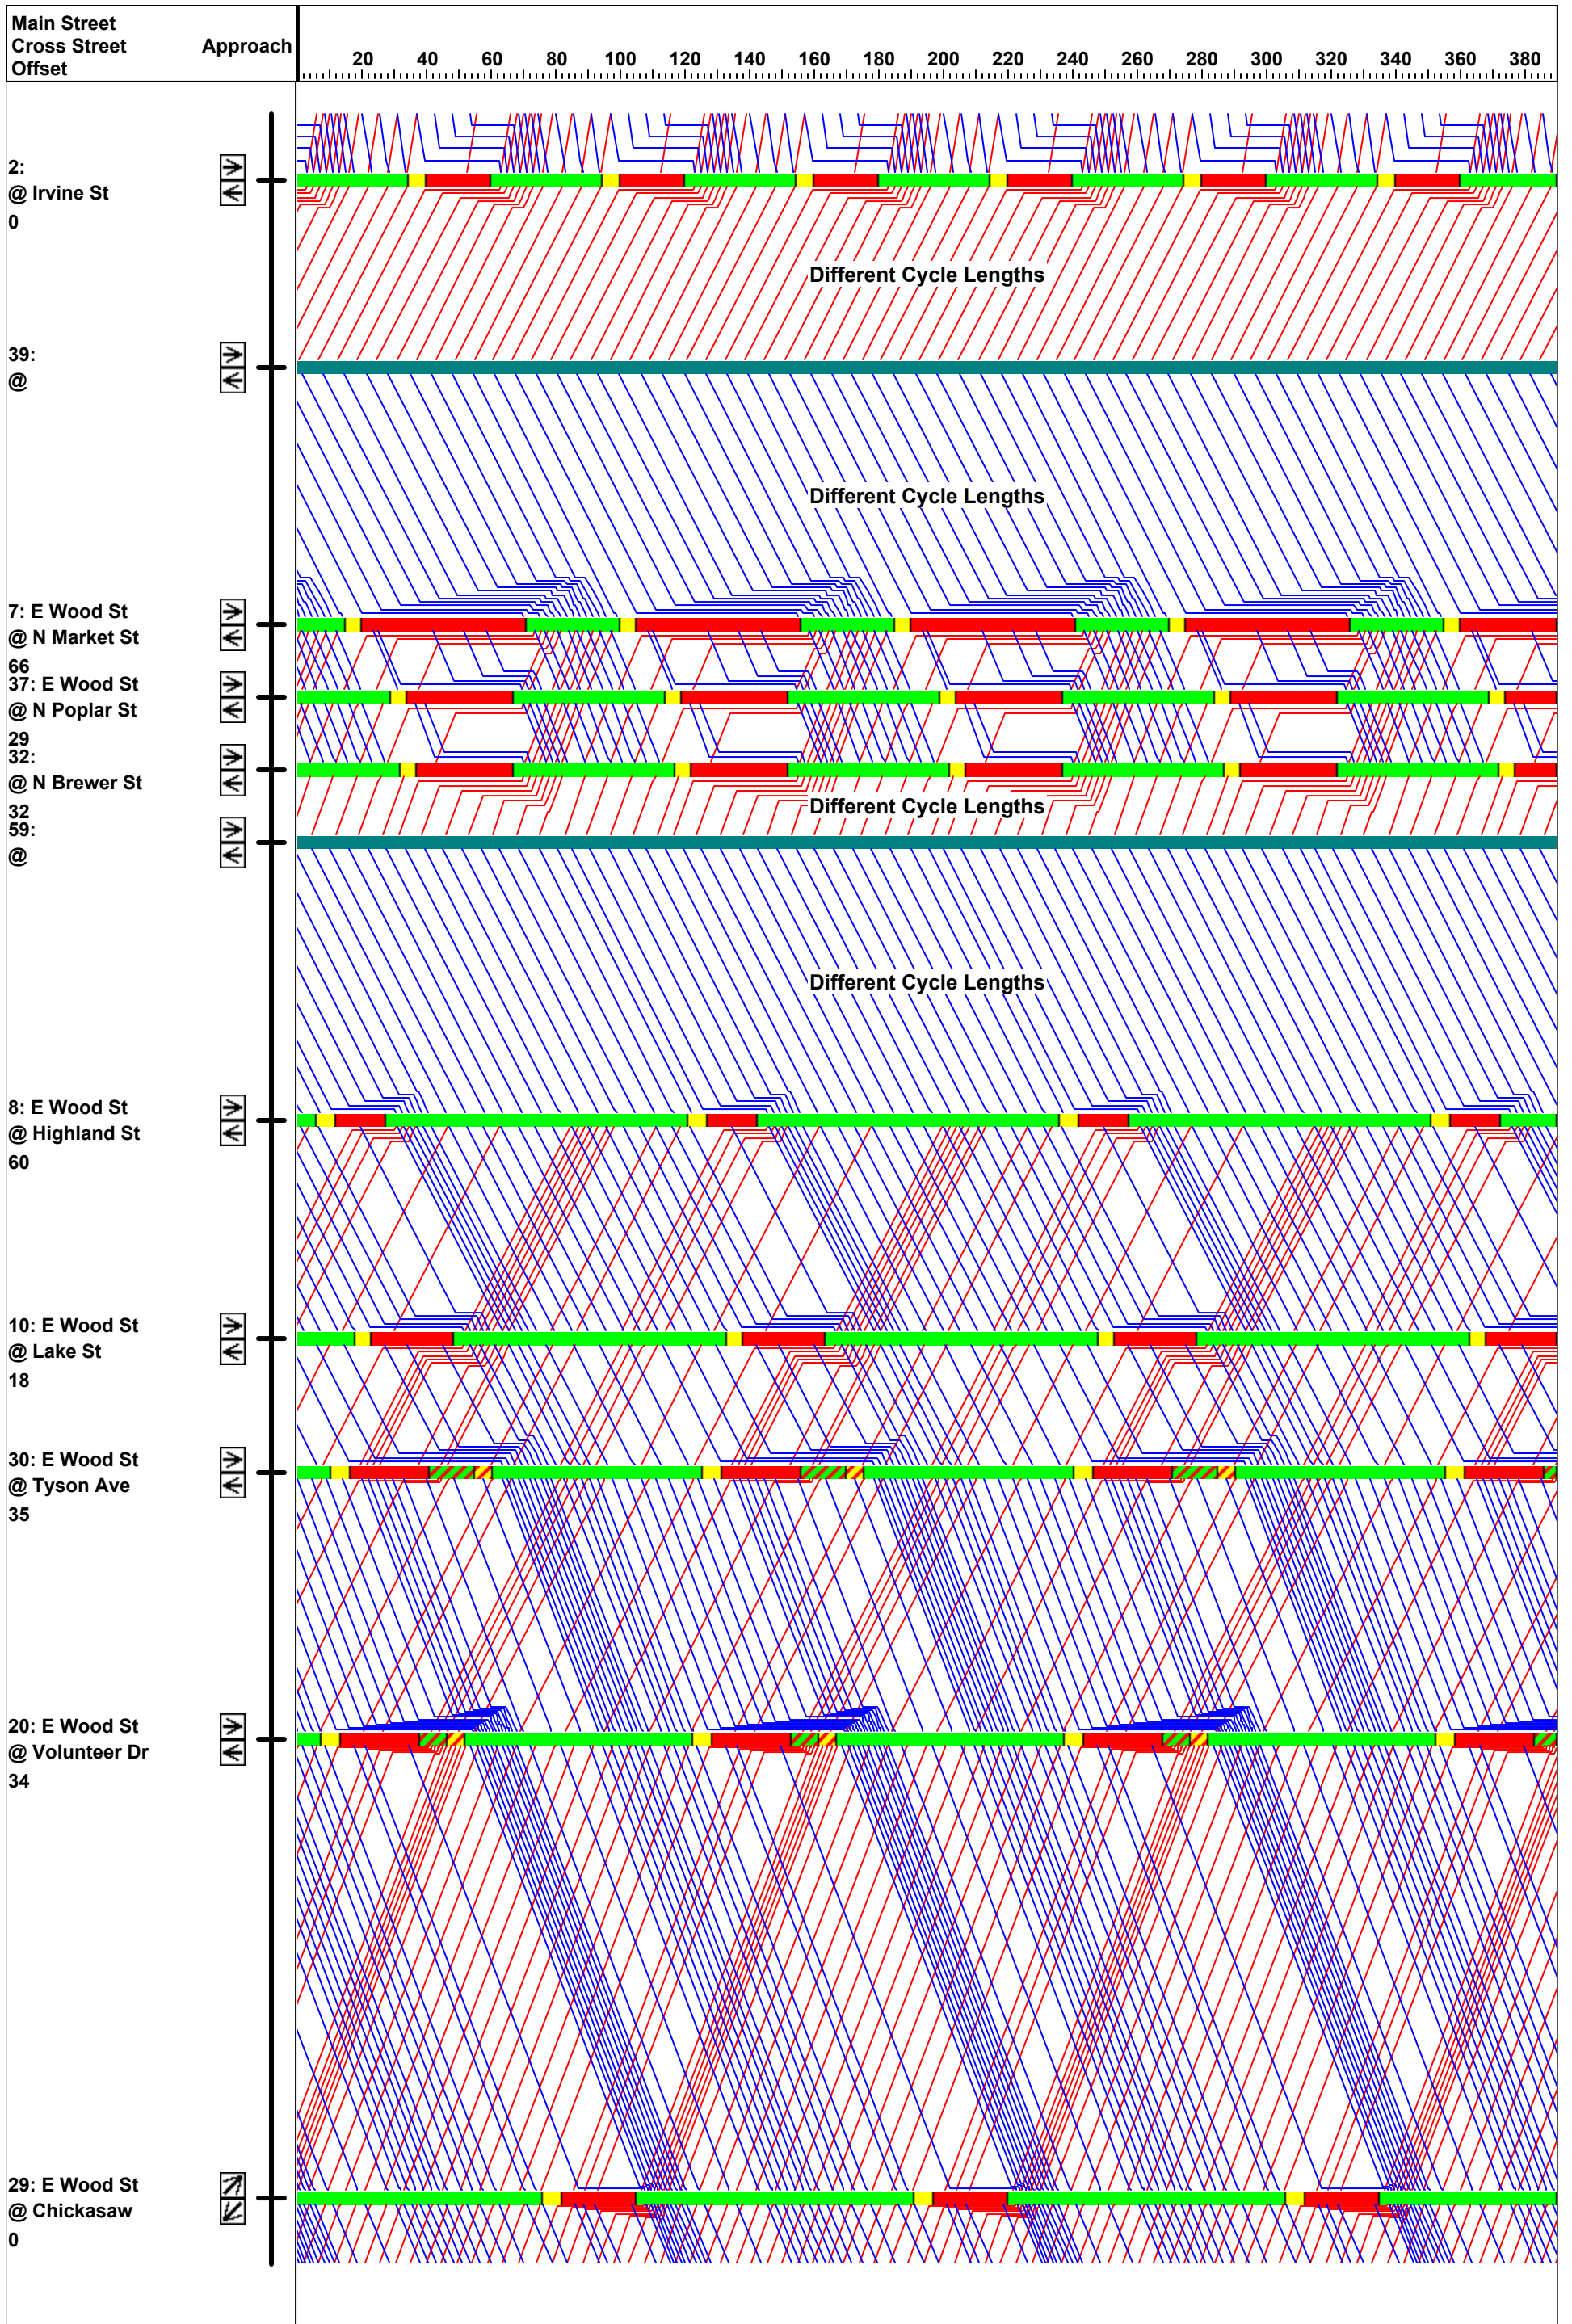 Main Street
Cross Street Approach
Offset
20 40 60 80 100 120 140 160 180 200 220 240 260 280 300 320 340 360 380
2:
@ Irvine St
0
Different Cycle Lengths
39:
@
Different Cycle Lengths
7: E Wood St
@ N Market St
66
37: E Wood St
@ N Poplar St
29
32:
@ N Brewer St
32
Different Cycle Lengths
59:
@
Different Cycle Lengths
8: E Wood St
@ Highland St
60
10: E Wood St
@ Lake St
18
30: E Wood St
@ Tyson Ave
35
20: E Wood St
@ Volunteer Dr
34
29: E Wood St
@ Chickasaw
0